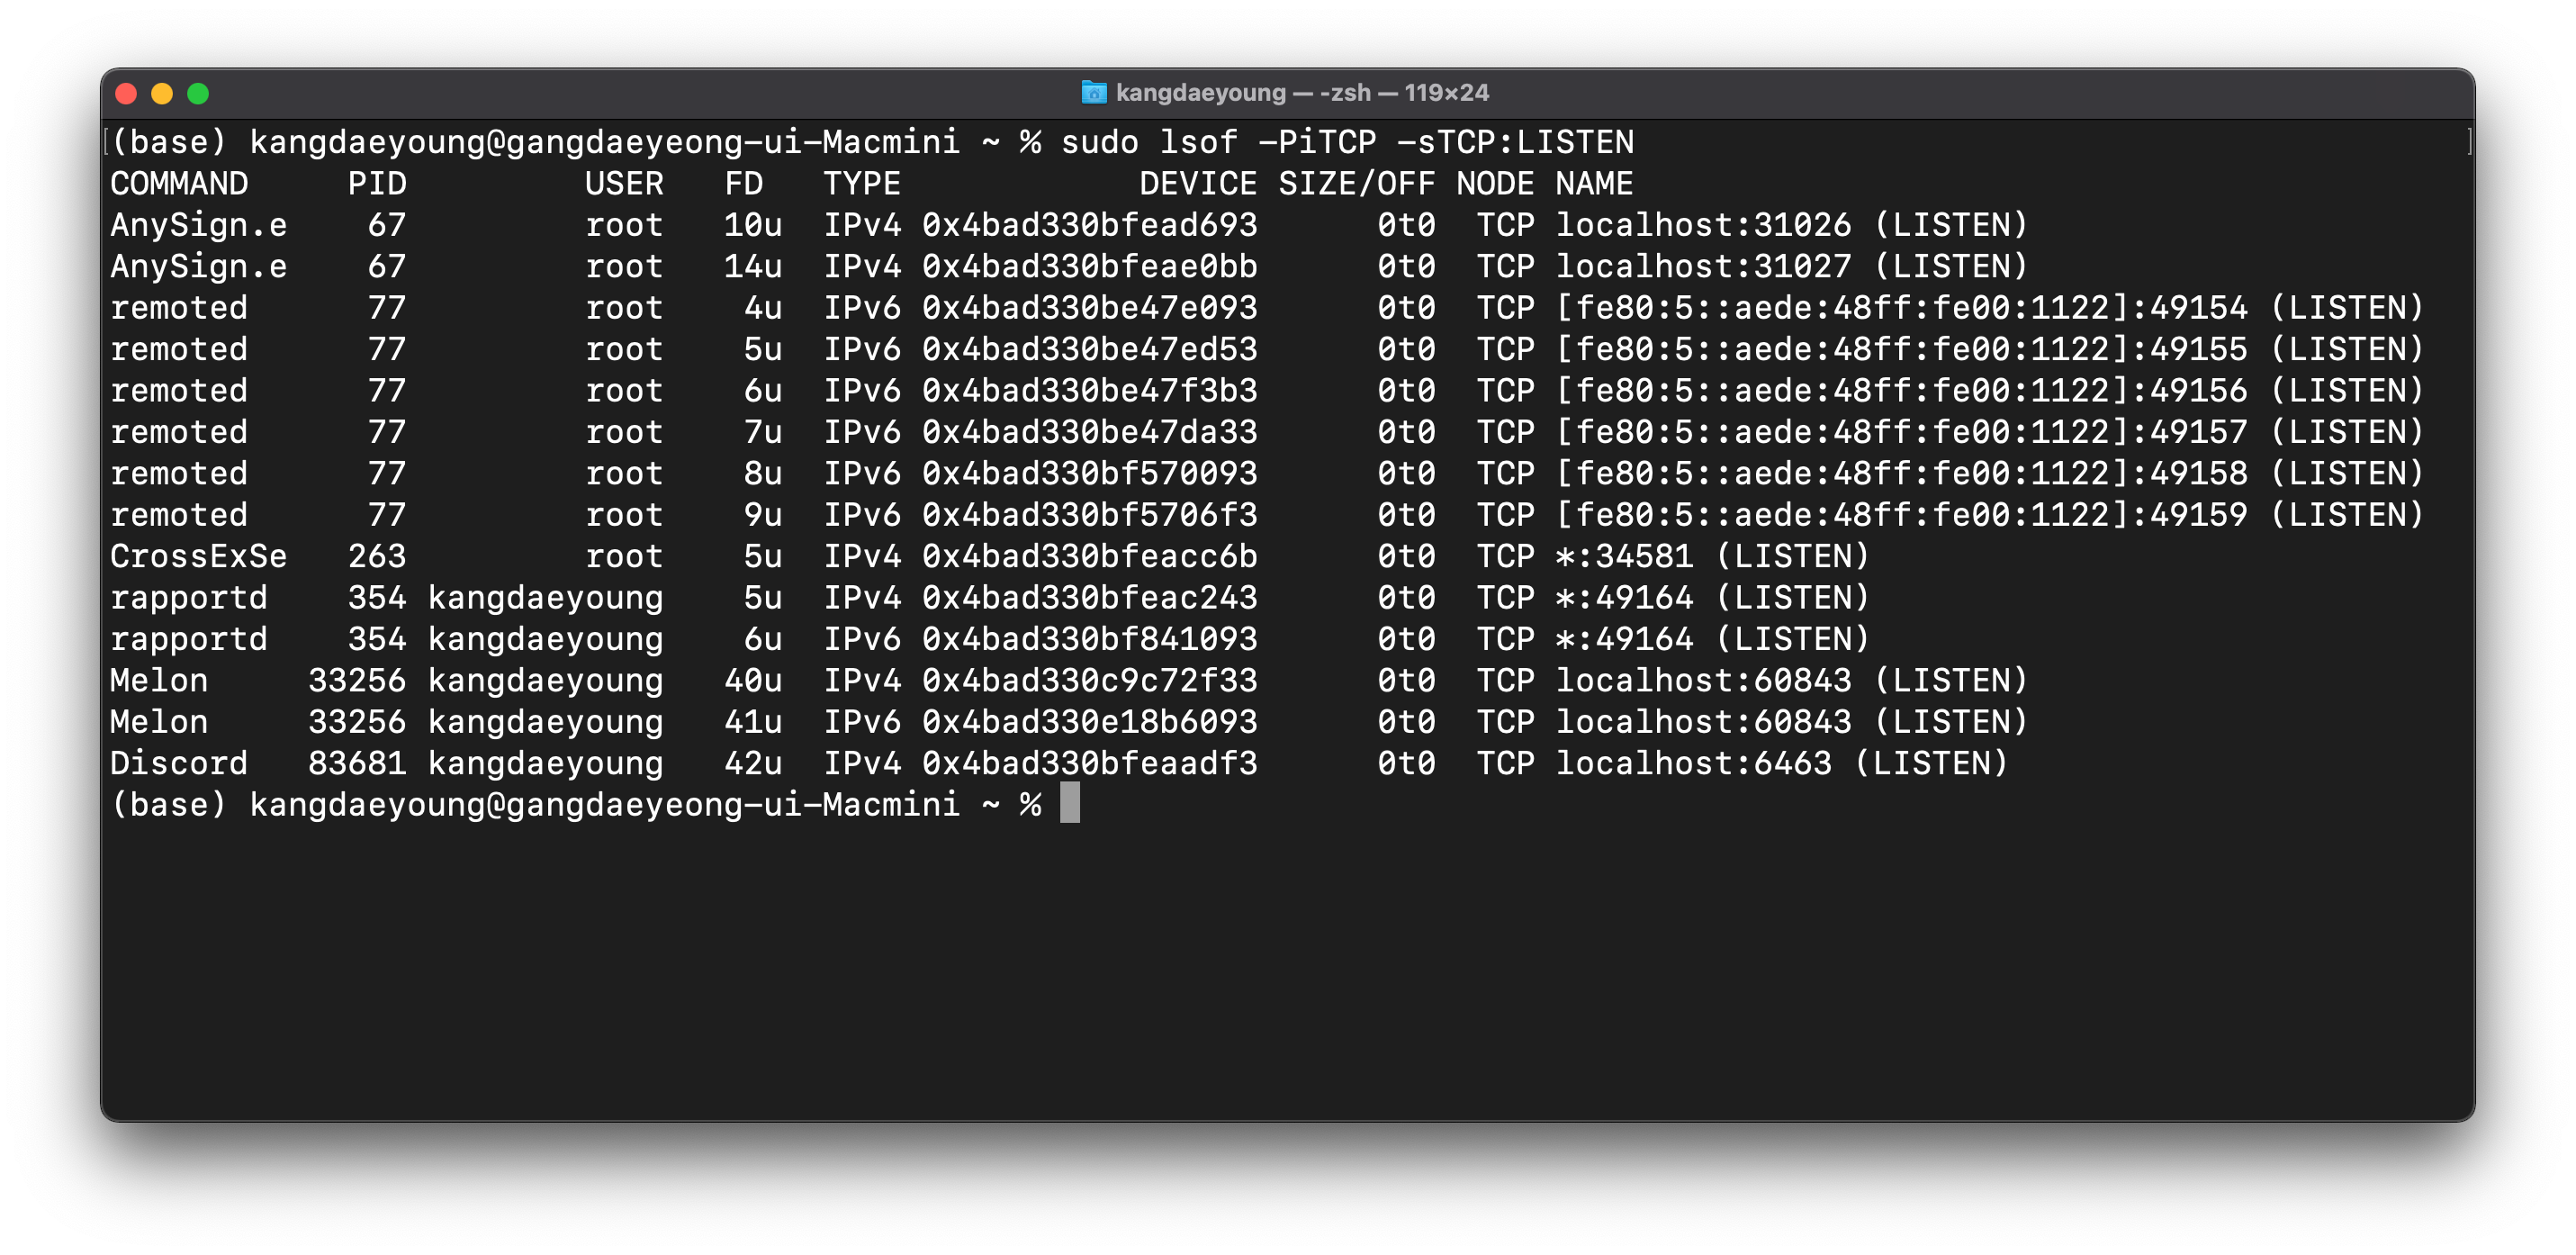 kangdaeyoung — -zsh — 119×24
(base) kangdaeyoung@gangdaeyeong-ui-Macmini ~ % sudo lsof -PiTCP -sTCP:LISTEN
COMMAND     PID         USER   FD   TYPE            DEVICE SIZE/OFF NODE NAME
AnySign.e    67         root   10u  IPv4 0x4bad330bfead693      0t0  TCP localhost:31026 (LISTEN)
AnySign.e    67         root   14u  IPv4 0x4bad330bfeae0bb      0t0  TCP localhost:31027 (LISTEN)
remoted      77         root    4u  IPv6 0x4bad330be47e093      0t0  TCP [fe80:5::aede:48ff:fe00:1122]:49154 (LISTEN)
remoted      77         root    5u  IPv6 0x4bad330be47ed53      0t0  TCP [fe80:5::aede:48ff:fe00:1122]:49155 (LISTEN)
remoted      77         root    6u  IPv6 0x4bad330be47f3b3      0t0  TCP [fe80:5::aede:48ff:fe00:1122]:49156 (LISTEN)
remoted      77         root    7u  IPv6 0x4bad330be47da33      0t0  TCP [fe80:5::aede:48ff:fe00:1122]:49157 (LISTEN)
remoted      77         root    8u  IPv6 0x4bad330bf570093      0t0  TCP [fe80:5::aede:48ff:fe00:1122]:49158 (LISTEN)
remoted      77         root    9u  IPv6 0x4bad330bf5706f3      0t0  TCP [fe80:5::aede:48ff:fe00:1122]:49159 (LISTEN)
CrossExSe   263         root    5u  IPv4 0x4bad330bfeacc6b      0t0  TCP *:34581 (LISTEN)
rapportd    354 kangdaeyoung    5u  IPv4 0x4bad330bfeac243      0t0  TCP *:49164 (LISTEN)
rapportd    354 kangdaeyoung    6u  IPv6 0x4bad330bf841093      0t0  TCP *:49164 (LISTEN)
Melon     33256 kangdaeyoung   40u  IPv4 0x4bad330c9c72f33      0t0  TCP localhost:60843 (LISTEN)
Melon     33256 kangdaeyoung   41u  IPv6 0x4bad330e18b6093      0t0  TCP localhost:60843 (LISTEN)
Discord   83681 kangdaeyoung   42u  IPv4 0x4bad330bfeaadf3      0t0  TCP localhost:6463 (LISTEN)
(base) kangdaeyoung@gangdaeyeong-ui-Macmini ~ %